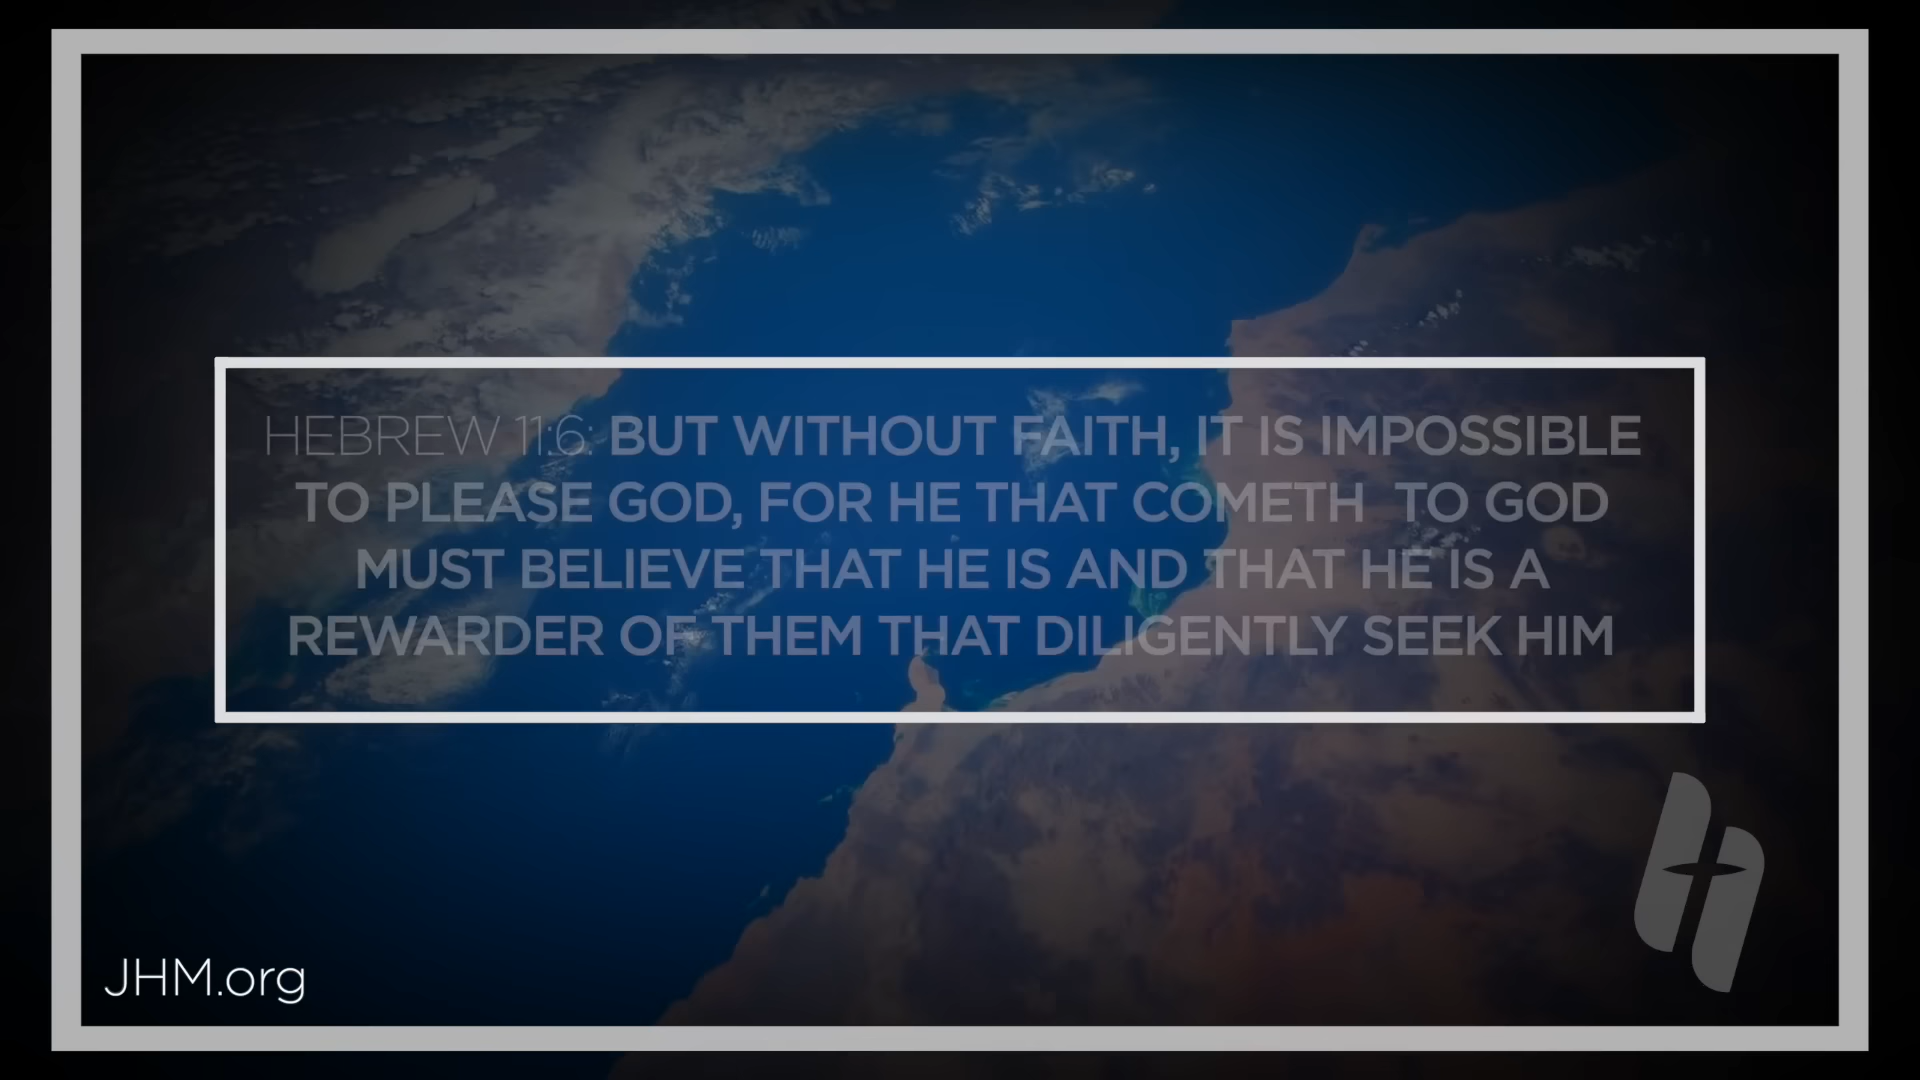 HEBREW 11:6: BUT WITHOUT FAITH, IT IS IMPOSSIBLE
TO PLEASE GOD, FOR HE THAT COMETH TO GOD
MUST BELIEVE THAT HE IS AND THAT HE IS A
REWARDER OF THEM THAT DILIGENTLY SEEK HIM
JHM.org